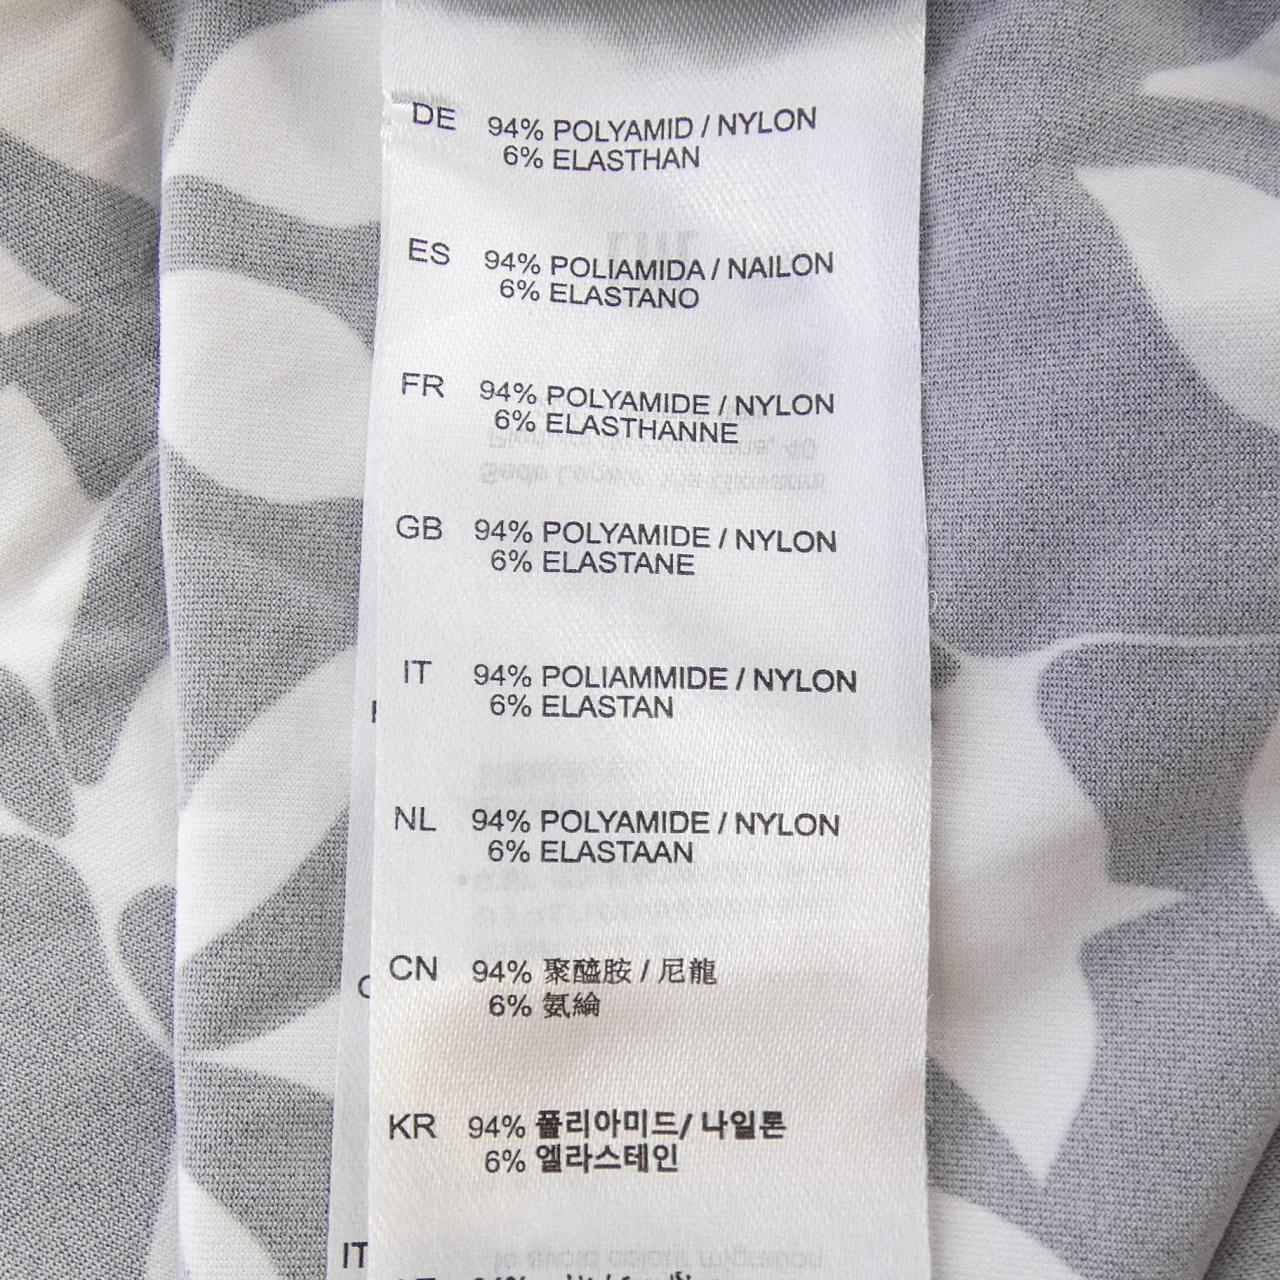 DE 94% POLYAMID / NYLON
6% ELASTHAN
ES 94% POLIAMIDA / NAILON
6% ELASTANO
FR 94% POLYAMIDE / NYLON
6% ELASTHANNE
GB 94% POLYAMIDE / NYLON
6% ELASTANE
IT 94% POLIAMMIDE / NYLON
6% ELASTAN
NL 94% POLYAMIDE / NYLON
6% ELASTAAN
CN 94% 聚醯胺 / 尼龍
6% 氨綸
KR 94% 폴리아미드/ 나일론
6% 엘라스테인
IT